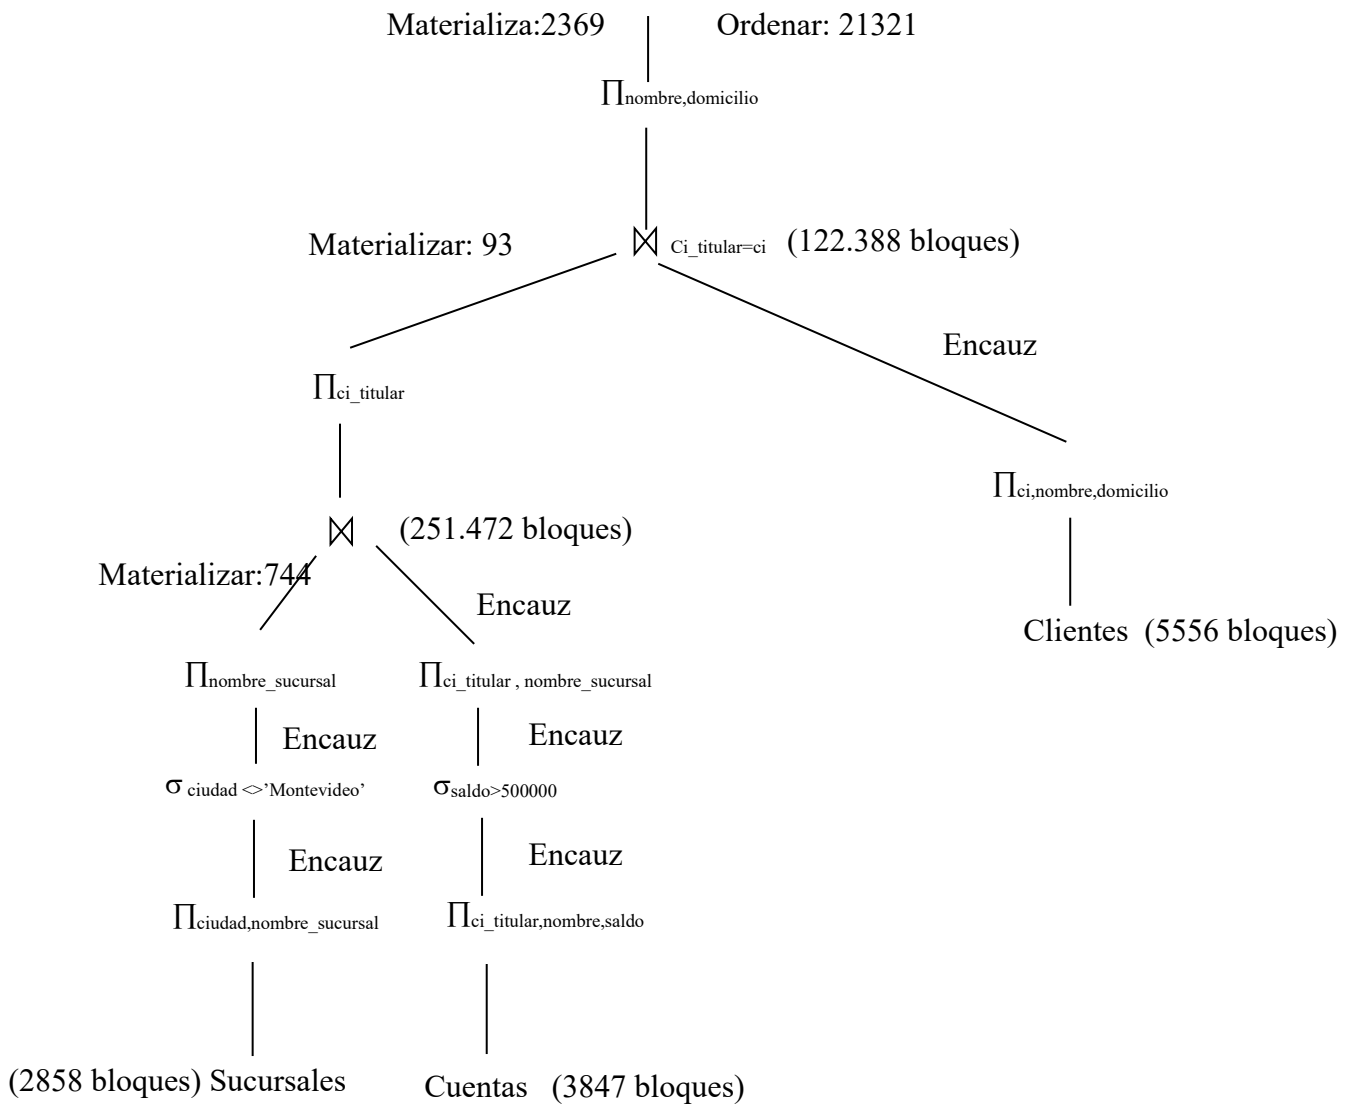 Materializa:2369 Ordenar: 21321
∏nombre,domicilio
Materializar: 93 ⋈ Ci_titular=ci (122.388 bloques)
Encauz
∏ci_titular
∏ci,nombre,domicilio
⋈ (251.472 bloques)
Materializar:744
Encauz
Clientes (5556 bloques)
∏nombre_sucursal ∏ci_titular , nombre_sucursal
Encauz Encauz
σ ciudad <>’Montevideo’ σsaldo>500000
Encauz Encauz
∏ciudad,nombre_sucursal ∏ci_titular,nombre,saldo
(2858 bloques) Sucursales Cuentas (3847 bloques)